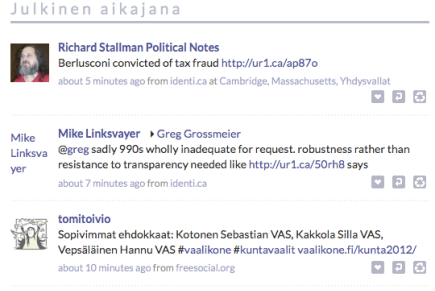 Julkinen aikajana
Richard Stallman Political Notes
Berlusconi convicted of tax fraud http://ur1.ca/ap87o
about 5 minutes ago from identi.ca at Cambridge, Massachusetts, Yhdysvallat
Mike
Linksva
yer
Mike Linksvayer ▸ Greg Grossmeier
@greg sadly 990s wholly inadequate for request. robustness rather than
resistance to transparency needed like http://ur1.ca/50rh8 says
about 7 minutes ago from identi.ca
tomitoivio
Sopivimmat ehdokkaat: Kotonen Sebastian VAS, Kakkola Silla VAS,
Vepsäläinen Hannu VAS #vaalikone #kuntavaalit vaalikone.fi/kunta2012/
about 10 minutes ago from freesocial.org